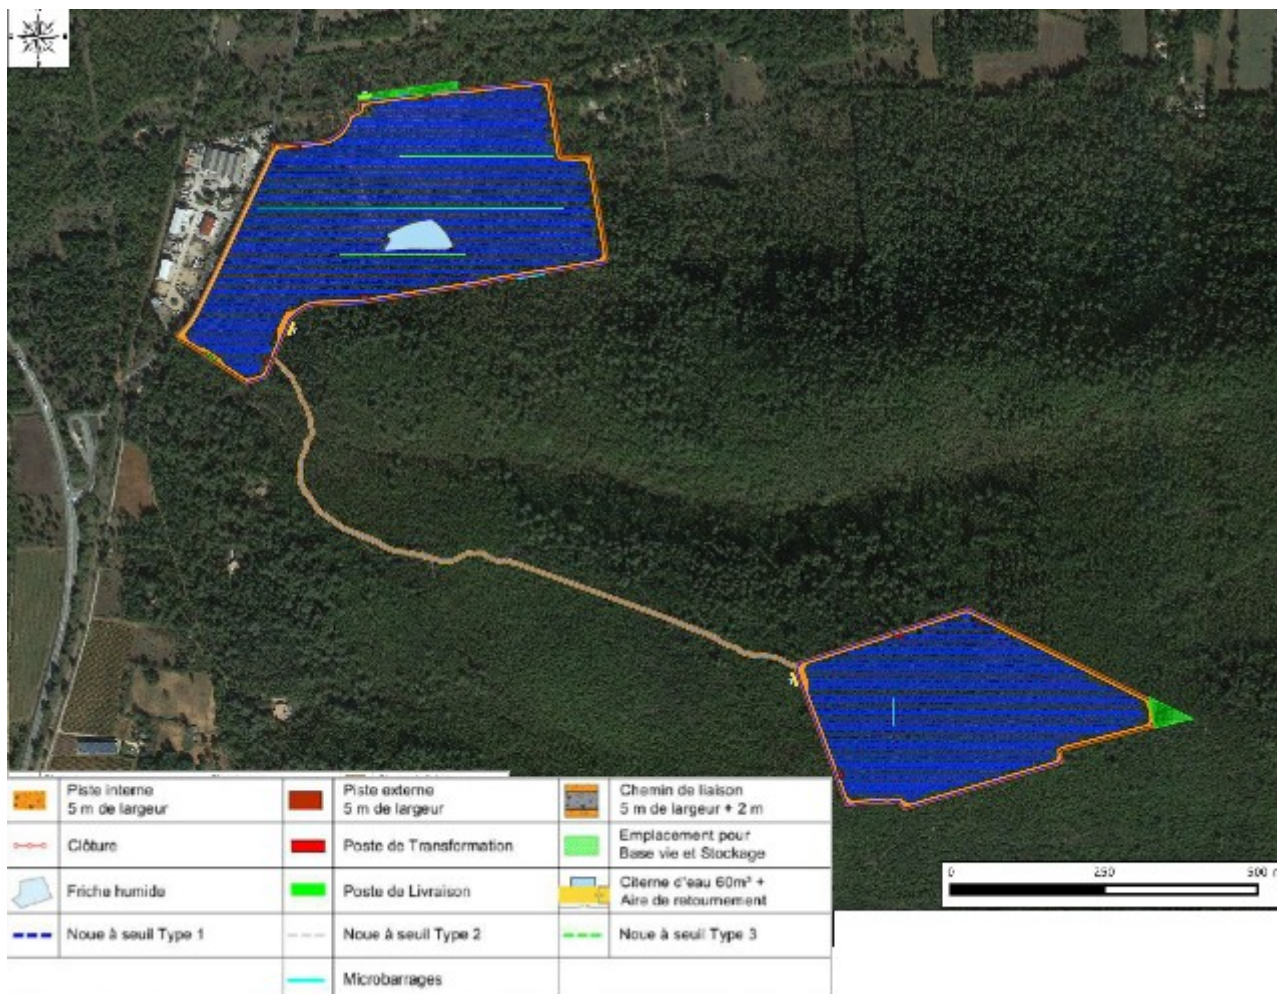 0 250 500 m
Piste interne
5 m de largeur
Piste externe
5 m de largeur
Chemin de liaison
5 m de largeur + 2 m
Clôture
Poste de Transformation
Emplacement pour
Base vie et Stockage
Friche humide
Poste de Livraison
Citerne d'eau 60m³ +
Aire de retournement
Noue à seuil Type 1
Noue à seuil Type 2
Noue à seuil Type 3
Microbarrages